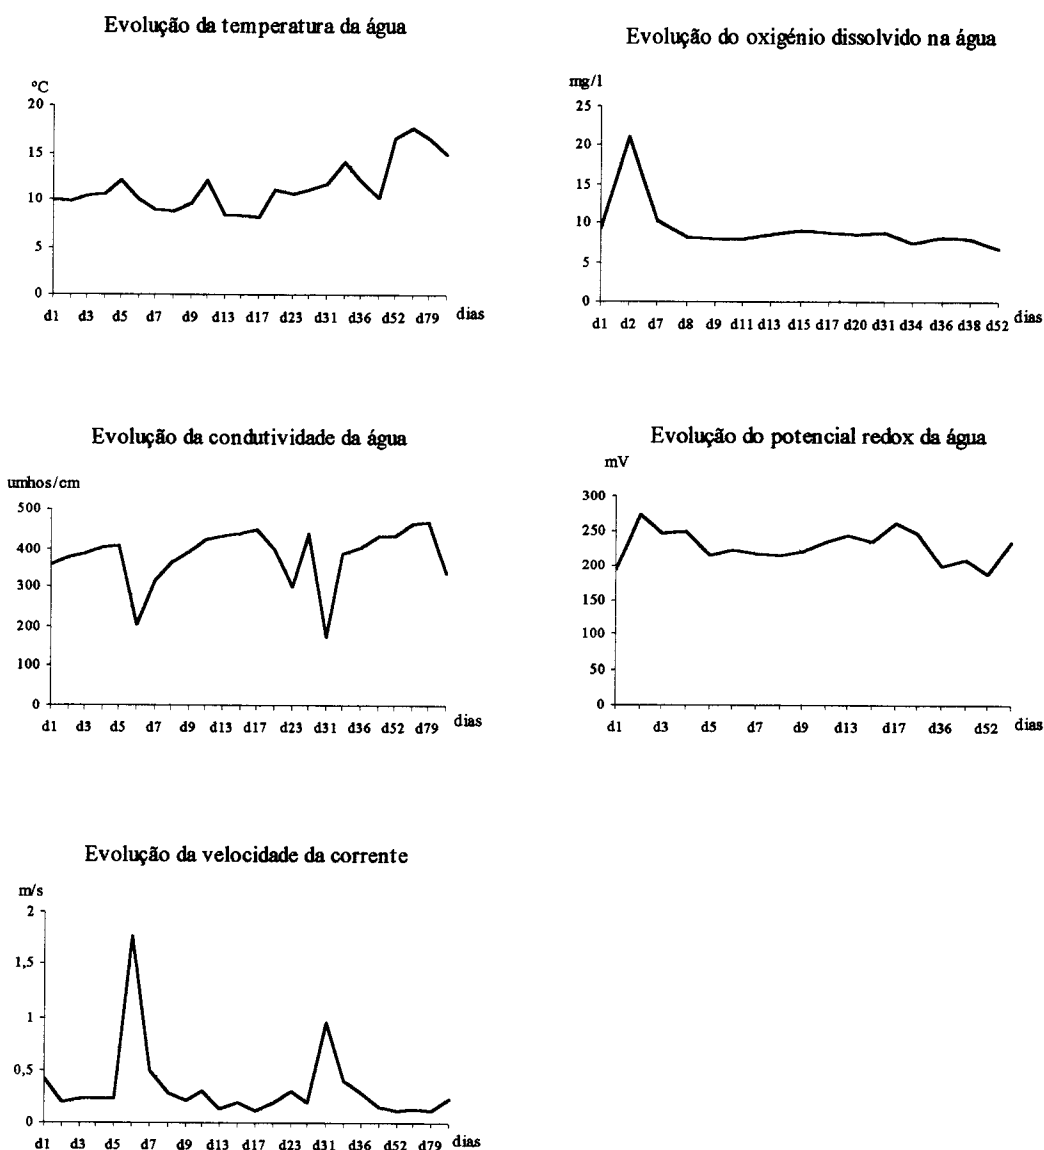 Evolução da temperatura da água
ºC
20
15
10
5
0
d1 d3 d5 d7 d9 d13 d17 d23 d31 d36 d52 d79 dias
Evolução do oxigénio dissolvido na água
mg/l
25
20
15
10
5
0
d1 d2 d7 d8 d9 d11 d13 d15 d17 d20 d31 d34 d36 d38 d52 dias
Evolução da condutividade da água
umhos/cm
500
400
300
200
100
0
d1 d3 d5 d7 d9 d13 d17 d23 d31 d36 d52 d79 dias
Evolução do potencial redox da água
mV
300
250
200
150
100
50
0
d1 d3 d5 d7 d9 d13 d17 d36 d52 dias
Evolução da velocidade da corrente
m/s
2
1,5
1
0,5
0
d1 d3 d5 d7 d9 d13 d17 d23 d31 d36 d52 d79 dias